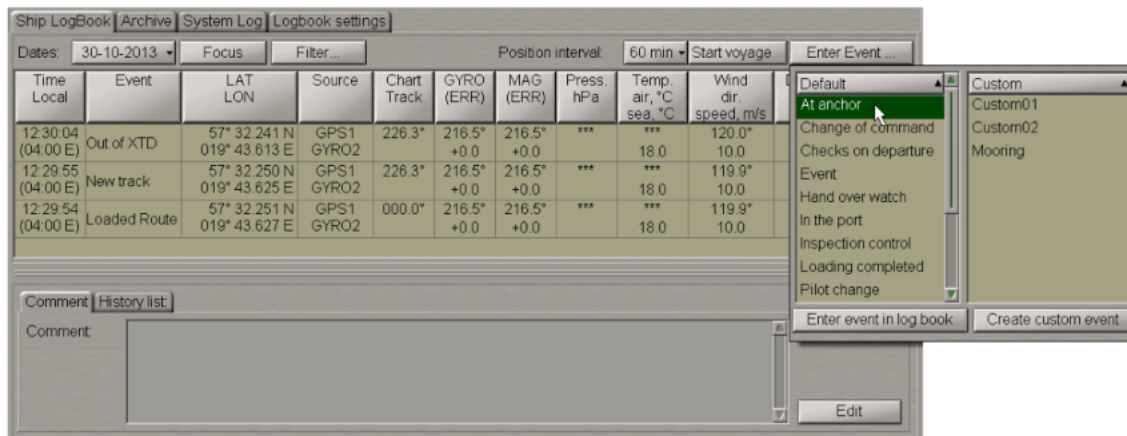 Ship LogBook Archive System Log Logbook settings
Dates: 30-10-2013 Focus Filter... Position interval: 60 min Start voyage Enter Event ...
Time Event LAT Source Chart GYRO MAG Press. Temp. Wind
Local LON Track (ERR) (ERR) hPa air, °C dir.
sea, °C speed, m/s
12:30:04 Out of XTD 57° 32.241 N GPS1 226.3° 216.5° 216.5° *** *** 120.0°
(04:00 E) 019° 43.613 E GYRO2 +0.0 +0.0 18.0 10.0
12:29:55 New track 57° 32.250 N GPS1 226.3° 216.5° 216.5° *** *** 119.9°
(04:00 E) 019° 43.625 E GYRO2 +0.0 +0.0 18.0 10.0
12:29:54 Loaded Route 57° 32.251 N GPS1 000.0° 216.5° 216.5° *** *** 119.9°
(04:00 E) 019° 43.627 E GYRO2 +0.0 +0.0 18.0 10.0
Default Custom
At anchor Custom01
Change of command Custom02
Checks on departure Mooring
Event
Hand over watch
In the port
Inspection control
Loading completed
Pilot change
Enter event in log book Create custom event
Comment History list
Comment:
Edit